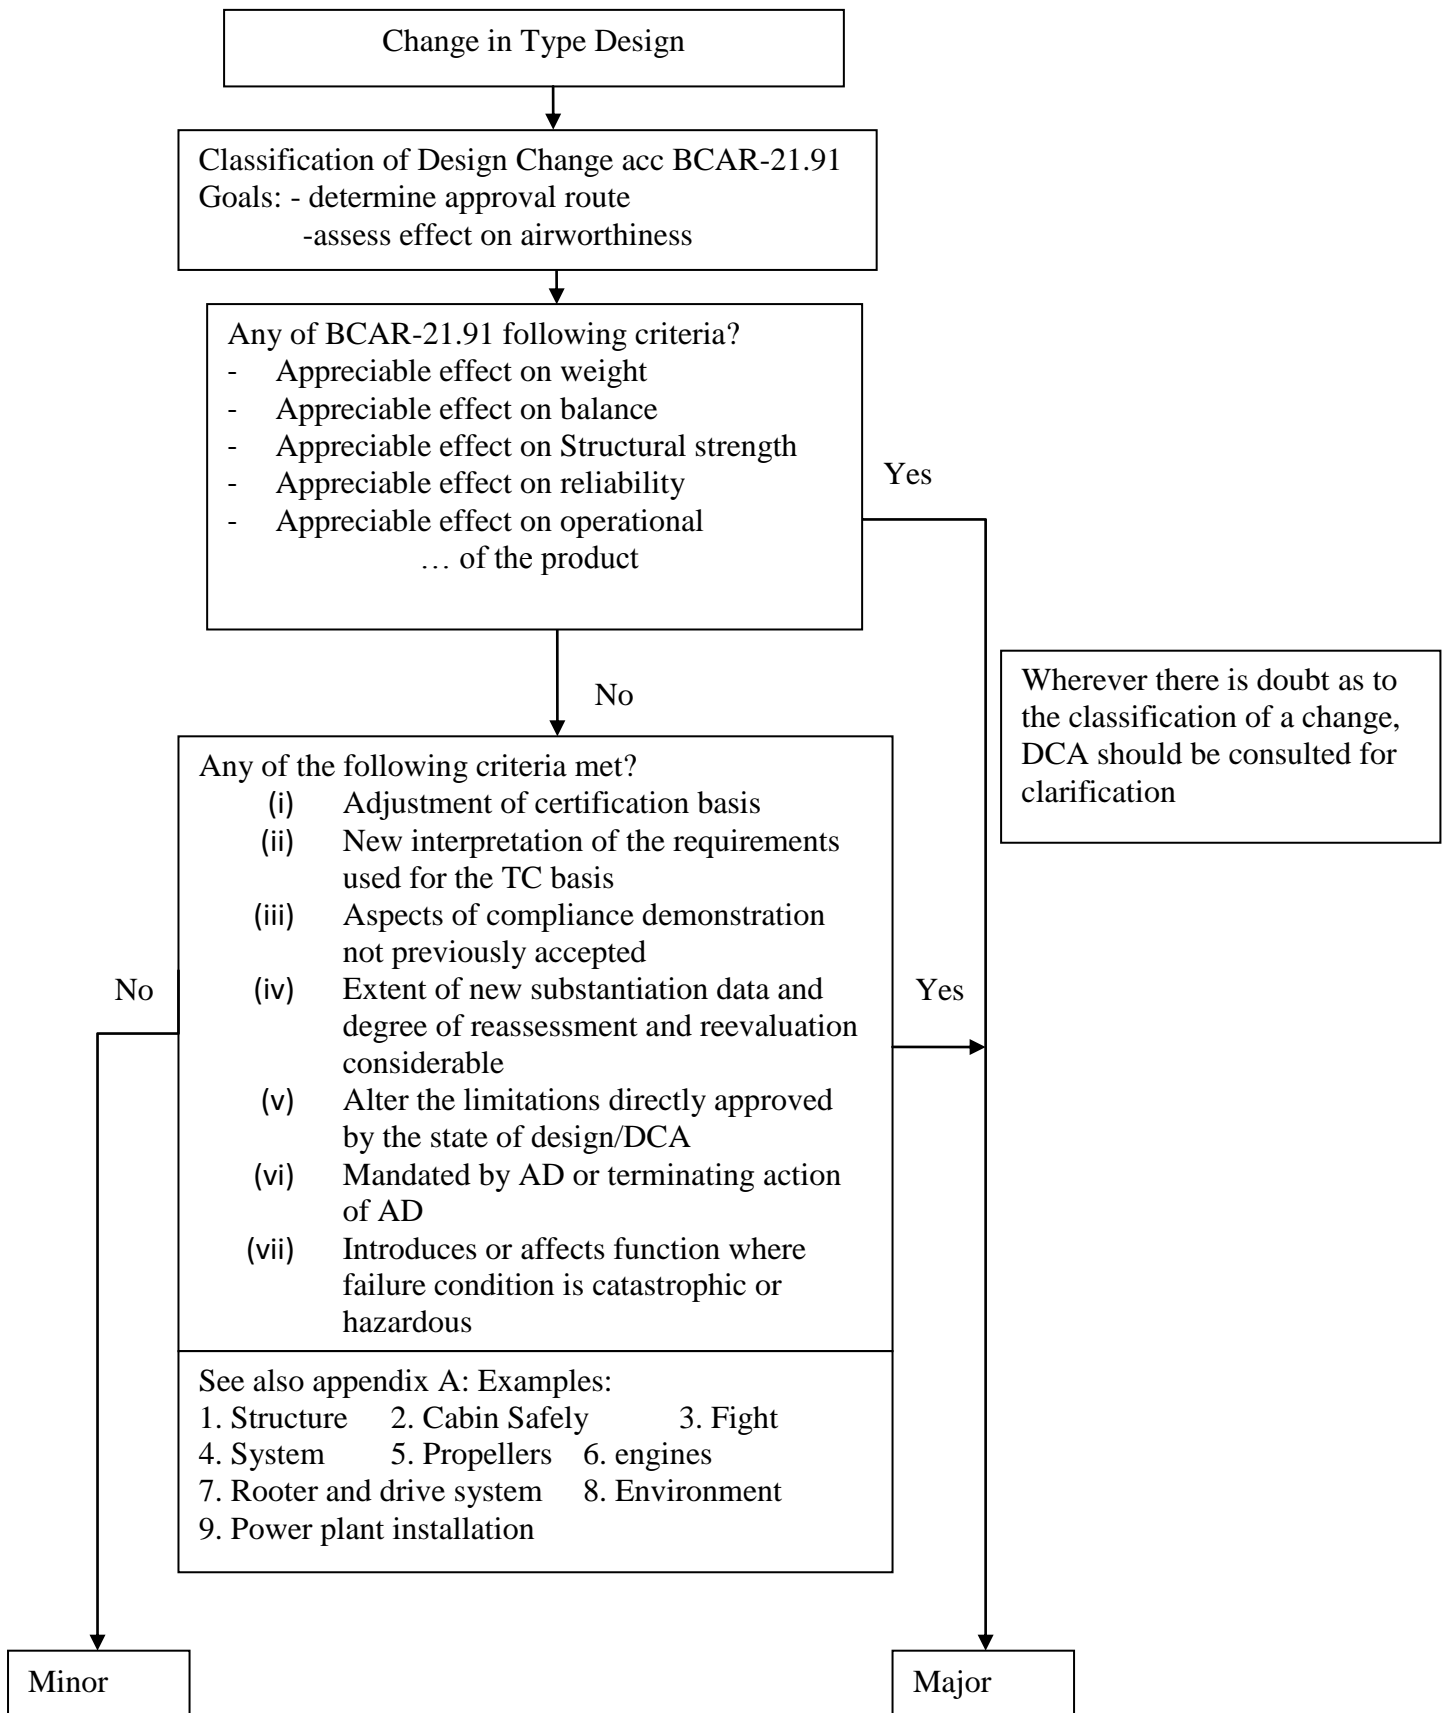 Change in Type Design
Classification of Design Change acc BCAR-21.91
Goals: - determine approval route
-assess effect on airworthiness
Any of BCAR-21.91 following criteria?
- Appreciable effect on weight
- Appreciable effect on balance
- Appreciable effect on Structural strength
- Appreciable effect on reliability
- Appreciable effect on operational
… of the product
Yes
No
Wherever there is doubt as to
the classification of a change,
DCA should be consulted for
clarification
Any of the following criteria met?
(i) Adjustment of certification basis
(ii) New interpretation of the requirements
used for the TC basis
(iii) Aspects of compliance demonstration
not previously accepted
(iv) Extent of new substantiation data and
degree of reassessment and reevaluation
considerable
(v) Alter the limitations directly approved
by the state of design/DCA
(vi) Mandated by AD or terminating action
of AD
(vii) Introduces or affects function where
failure condition is catastrophic or
hazardous
No
Yes
See also appendix A: Examples:
1. Structure 2. Cabin Safely 3. Fight
4. System 5. Propellers 6. engines
7. Rooter and drive system 8. Environment
9. Power plant installation
Minor
Major